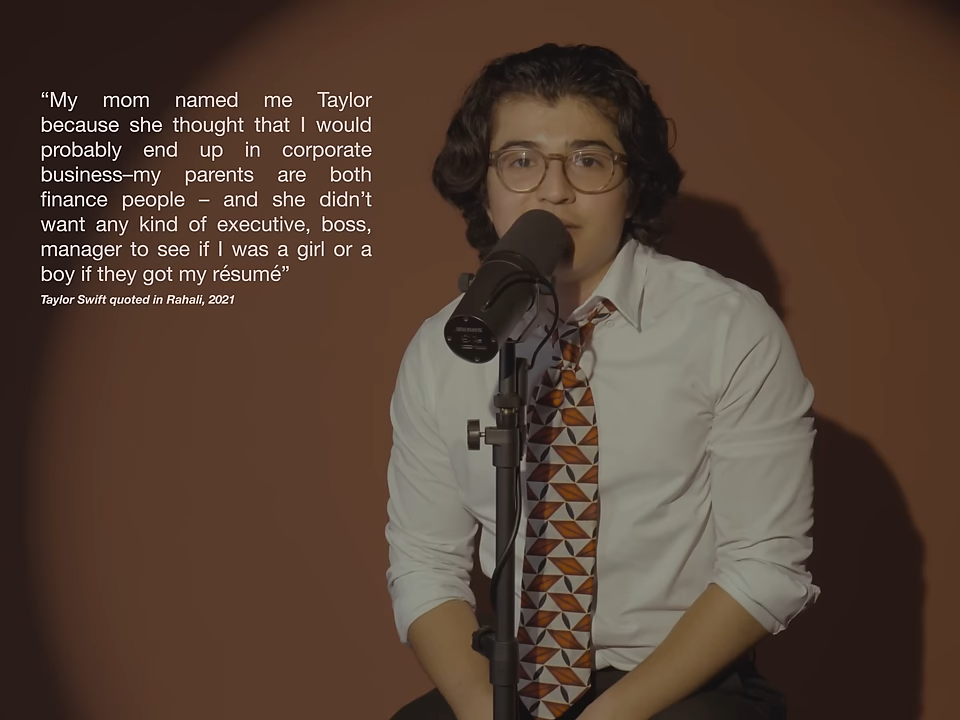 “My mom named me Taylor
because she thought that I would
probably end up in corporate
business–my parents are both
finance people – and she didn’t
want any kind of executive, boss,
manager to see if I was a girl or a
boy if they got my résumé”
Taylor Swift quoted in Rahali, 2021